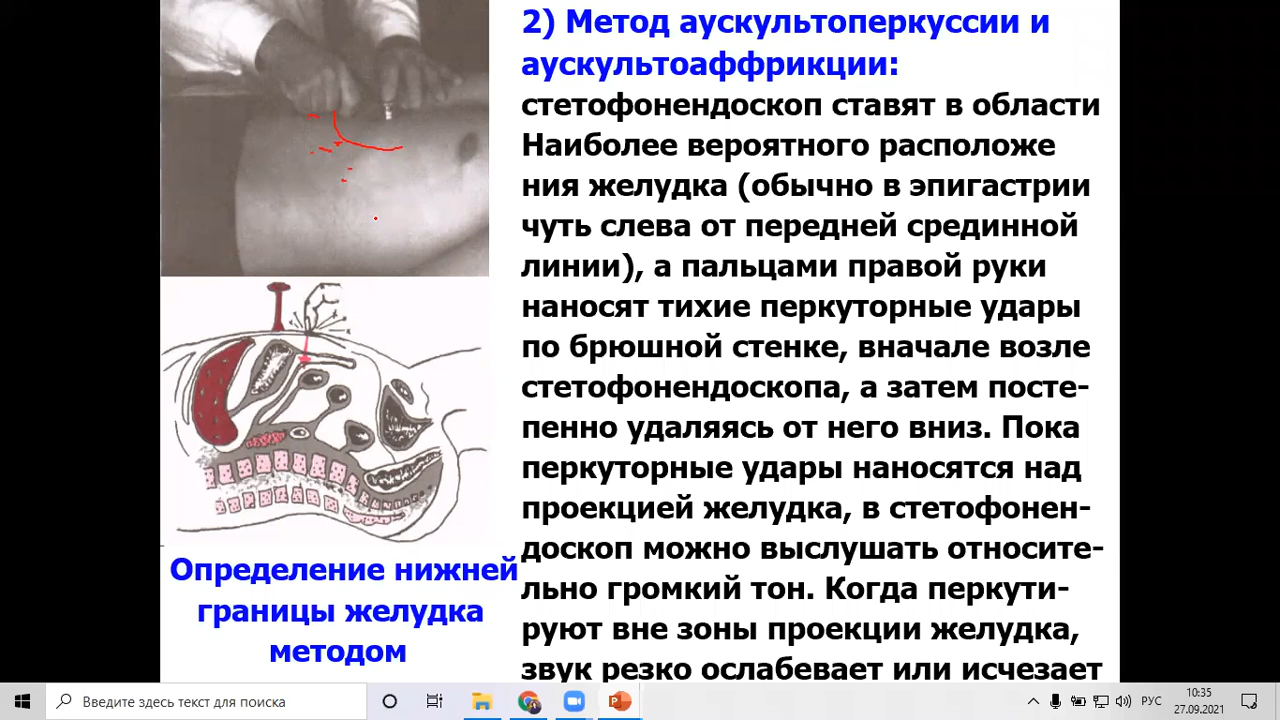 2) Метод аускультоперкуссии и
аускультоаффрикции:
стетофонендоскоп ставят в области
Наиболее вероятного расположе
ния желудка (обычно в эпигастрии
чуть слева от передней срединной
линии), а пальцами правой руки
наносят тихие перкуторные удары
по брюшной стенке, вначале возле
стетофонендоскопа, а затем посте-
пенно удаляясь от него вниз. Пока
перкуторные удары наносятся над
проекцией желудка, в стетофонен-
доскоп можно выслушать относите-
льно громкий тон. Когда перкути-
руют вне зоны проекции желудка,
звук резко ослабевает или исчезает
Определение нижней
границы желудка
методом
Введите здесь текст для поиска
РУС
10:35
27.09.2021